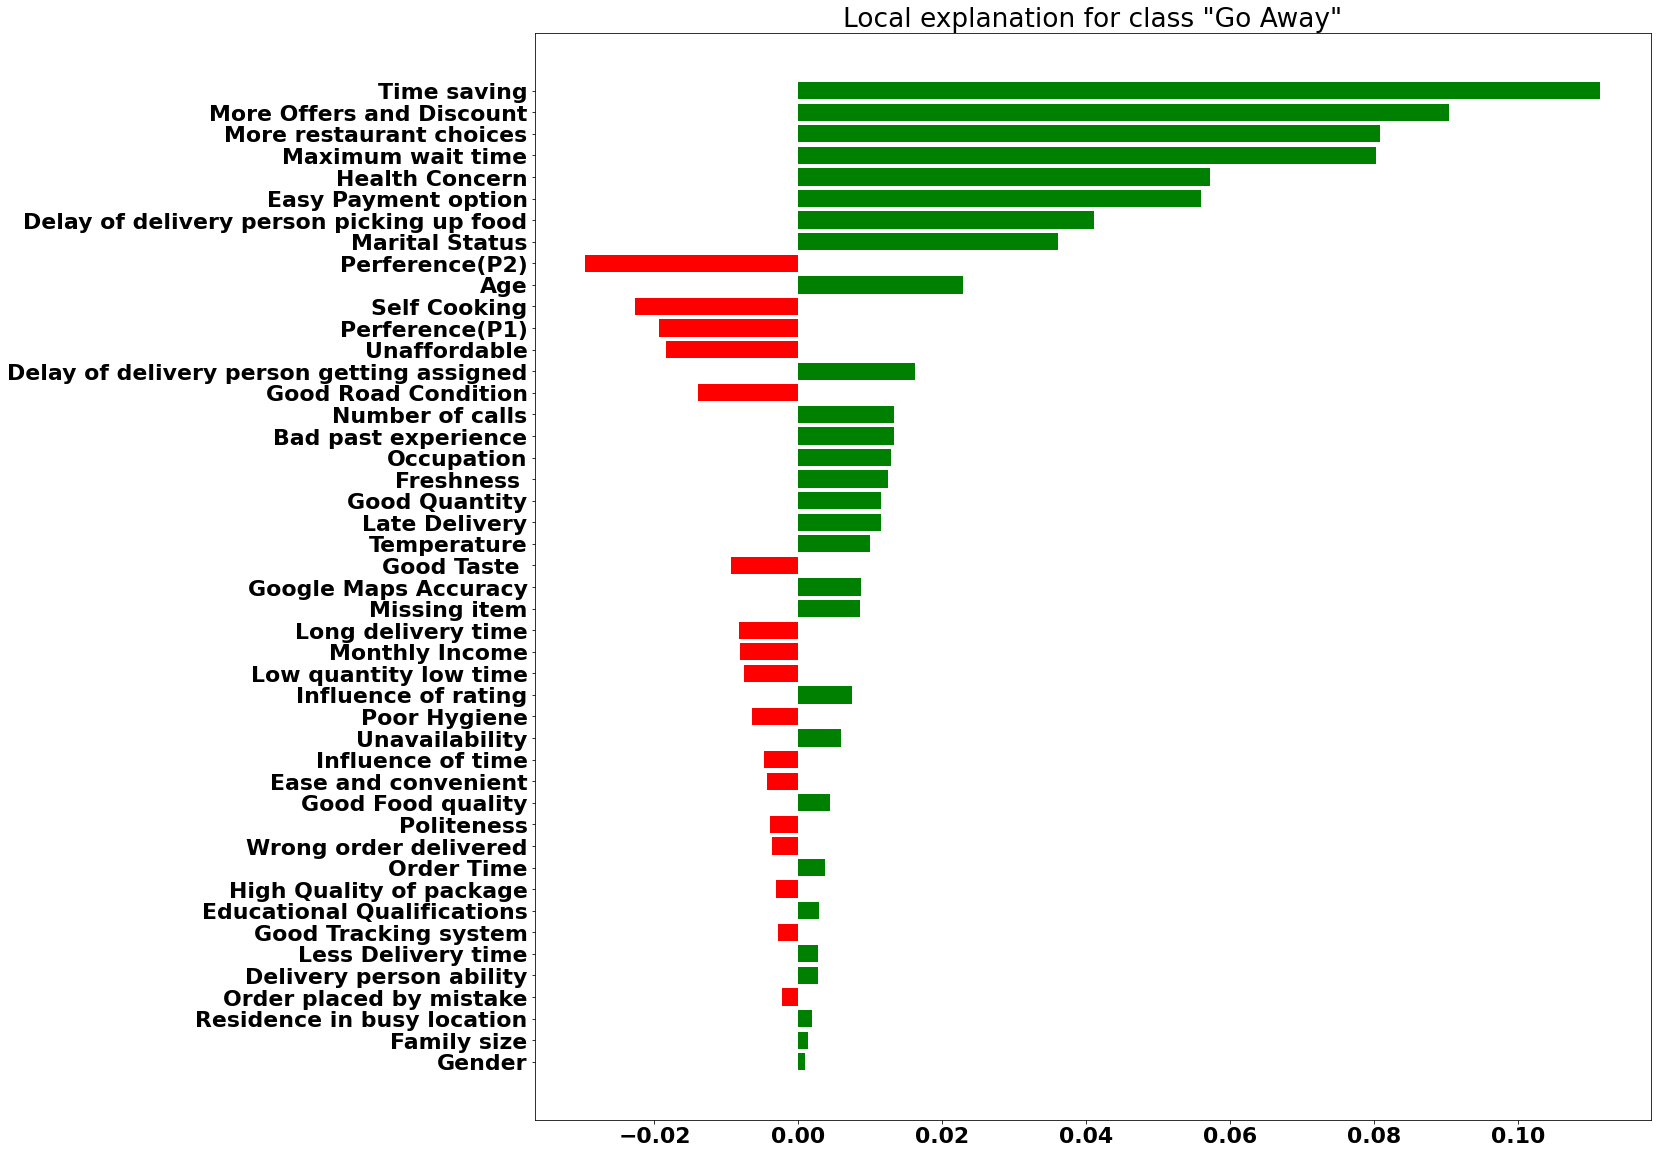 Local explanation for class "Go Away"
Time saving
More Offers and Discount
More restaurant choices
Maximum wait time
Health Concern
Easy Payment option
Delay of delivery person picking up food
Marital Status
Perference(P2)
Age
Self Cooking
Perference(P1)
Unaffordable
Delay of delivery person getting assigned
Good Road Condition
Number of calls
Bad past experience
Occupation
Freshness
Good Quantity
Late Delivery
Temperature
Good Taste
Google Maps Accuracy
Missing item
Long delivery time
Monthly Income
Low quantity low time
Influence of rating
Poor Hygiene
Unavailability
Influence of time
Ease and convenient
Good Food quality
Politeness
Wrong order delivered
Order Time
High Quality of package
Educational Qualifications
Good Tracking system
Less Delivery time
Delivery person ability
Order placed by mistake
Residence in busy location
Family size
Gender
−0.02 0.00 0.02 0.04 0.06 0.08 0.10